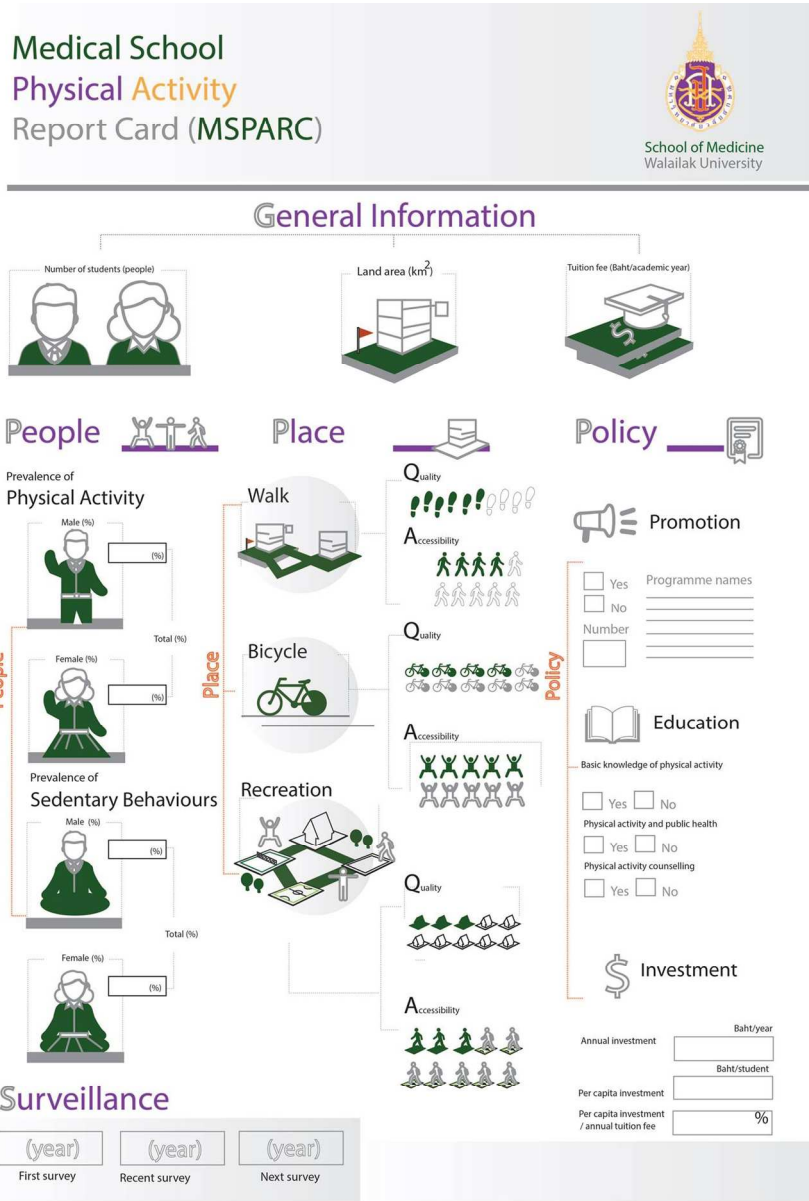 Medical School
Physical Activity
Report Card (MSPARC)
School of Medicine
Walailak University
General Information
Number of students (people)
Land area (km2)
Tuition fee (Baht/academic year)
People
Place
Policy
Prevalence of
Physical Activity
Male (%)
(%)
Total (%)
Female (%)
(%)
Prevalence of
Sedentary Behaviours
Male (%)
(%)
Total (%)
Female (%)
(%)
People
Place
Walk
Quality
Accessibility
Bicycle
Quality
Accessibility
Recreation
Quality
Accessibility
Policy
Promotion
Yes
No
Programme names
Number
Education
Basic knowledge of physical activity
Yes No
Physical activity and public health
Yes No
Physical activity counselling
Yes No
$ Investment
Baht/year
Annual investment
Baht/student
Per capita investment
Per capita investment
/ annual tuition fee
%
Surveillance
(year) (year) (year)
First survey Recent survey Next survey